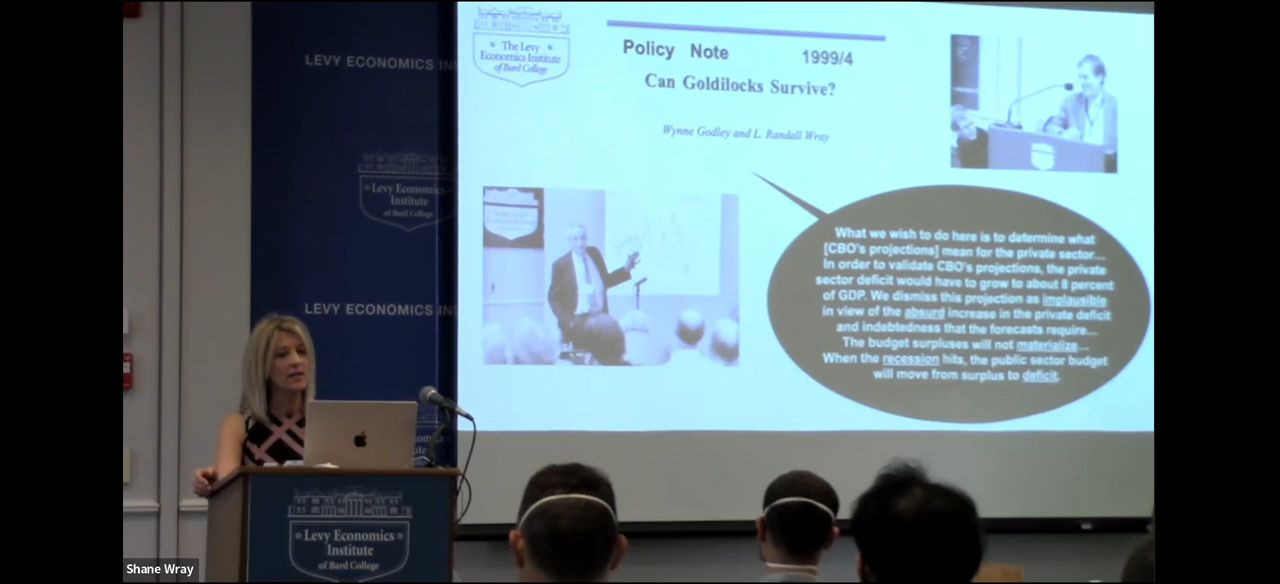 LEVY ECONOMICS IN
Levy Economics
Institute
of Bard College
LEVY ECONOMICS IN
The Levy
Economics Institute
of Bard College
Policy Note 1999/4
Can Goldilocks Survive?
Wynne Godley and L. Randall Wray
What we wish to do here is to determine what
[CBO's projections] mean for the private sector...
In order to validate CBO's projections, the private
sector deficit would have to grow to about 8 percent
of GDP. We dismiss this projection as implausible
in view of the absurd increase in the private deficit
and indebtedness that the forecasts require...
The budget surpluses will not materialize...
When the recession hits, the public sector budget
will move from surplus to deficit.
Levy Economics
Institute
of Bard College
Shane Wray